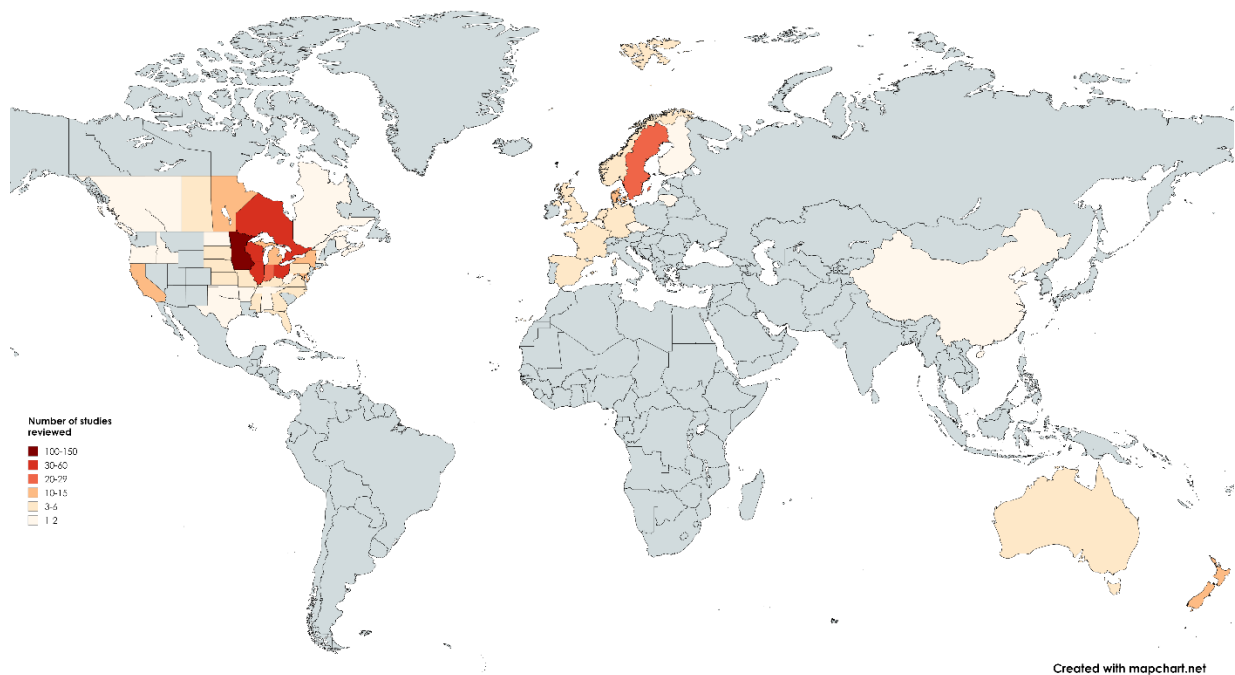 Number of studies
reviewed
100-150
30-60
20-29
10-15
3-6
1-2
Created with mapchart.net